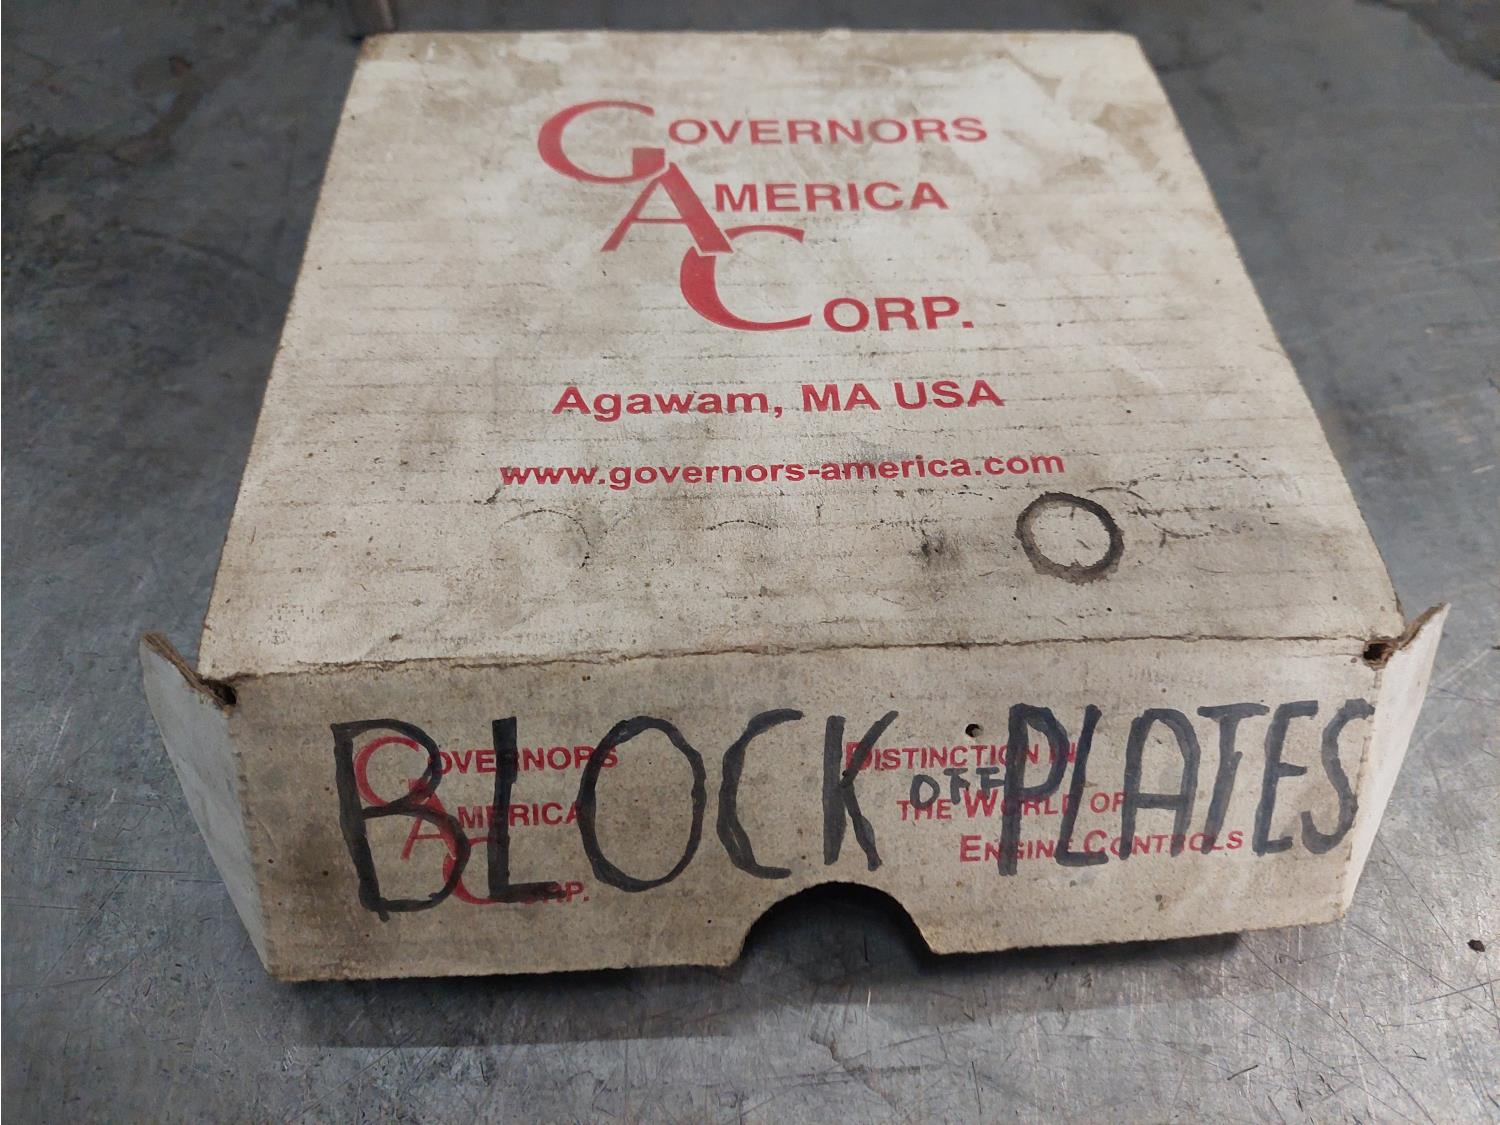 GOVERNORS
AMERICA
CORP.
Agawam, MA USA
www.governors-america.com
BLOCK OFF PLATES
GOVERNORS
AMERICA
CORP.
DISTINCTION IN
THE WORLD OF
ENGINE CONTROLS